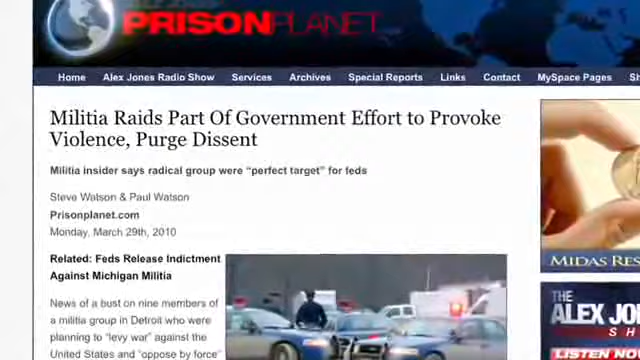 PRISONPLANET
Home Alex Jones Radio Show Services Archives Special Reports Links Contact MySpace Pages
Militia Raids Part Of Government Effort to Provoke
Violence, Purge Dissent
Militia insider says radical group were "perfect target" for feds
Steve Watson & Paul Watson
Prisonplanet.com
Monday, March 29th, 2010
Related: Feds Release Indictment
Against Michigan Militia
News of a bust on nine members of
a militia group in Detroit who were
planning to "levy war" against the
United States and "oppose by force"
MIDAS RES
THE
ALEX JO
SH
LISTEN NO